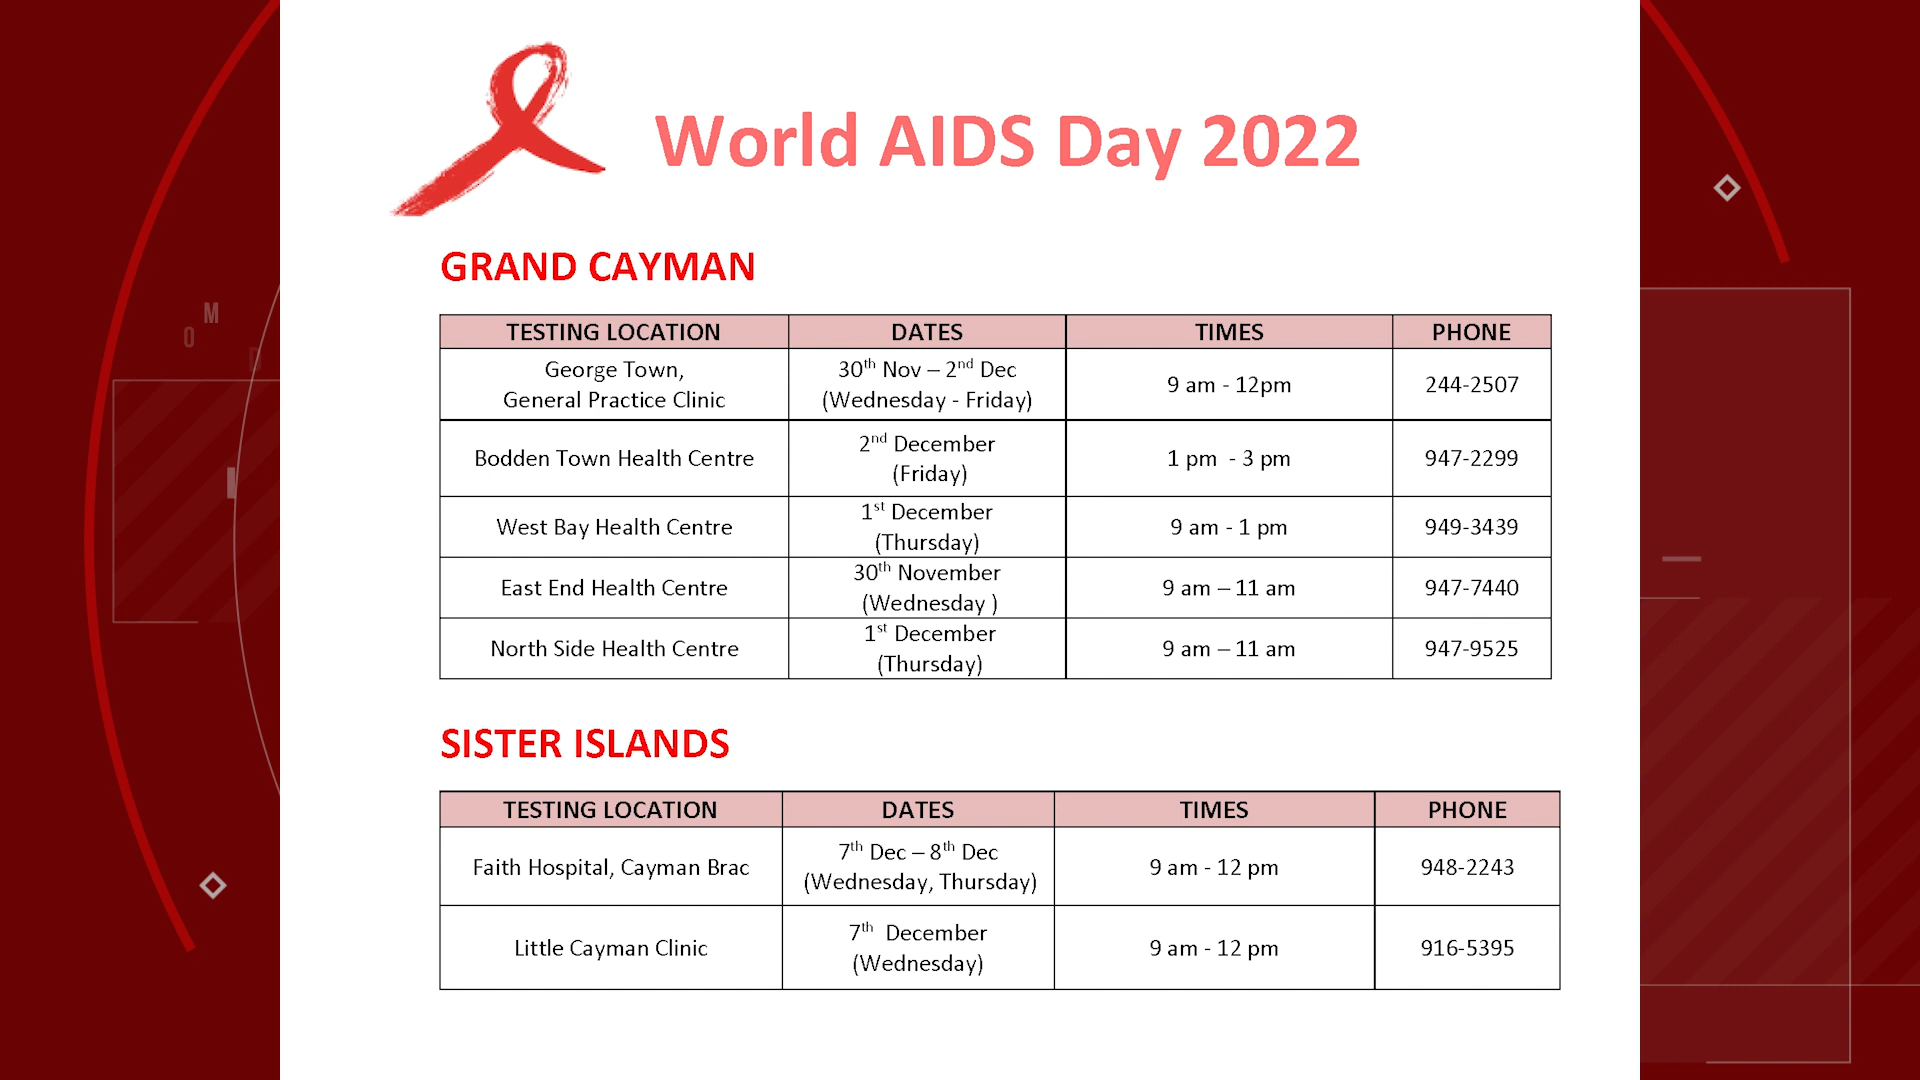 World AIDS Day 2022
GRAND CAYMAN
TESTING LOCATION DATES TIMES PHONE
George Town,
General Practice Clinic
30th Nov – 2nd Dec
(Wednesday - Friday)
9 am - 12pm
244-2507
Bodden Town Health Centre
2nd December
(Friday)
1 pm  - 3 pm
947-2299
West Bay Health Centre
1st December
(Thursday)
9 am - 1 pm
949-3439
East End Health Centre
30th November
(Wednesday )
9 am – 11 am
947-7440
North Side Health Centre
1st December
(Thursday)
9 am – 11 am
947-9525
SISTER ISLANDS
TESTING LOCATION DATES TIMES PHONE
Faith Hospital, Cayman Brac
7th Dec – 8th Dec
(Wednesday, Thursday)
9 am - 12 pm
948-2243
Little Cayman Clinic
7th  December
(Wednesday)
9 am - 12 pm
916-5395
M
O
D